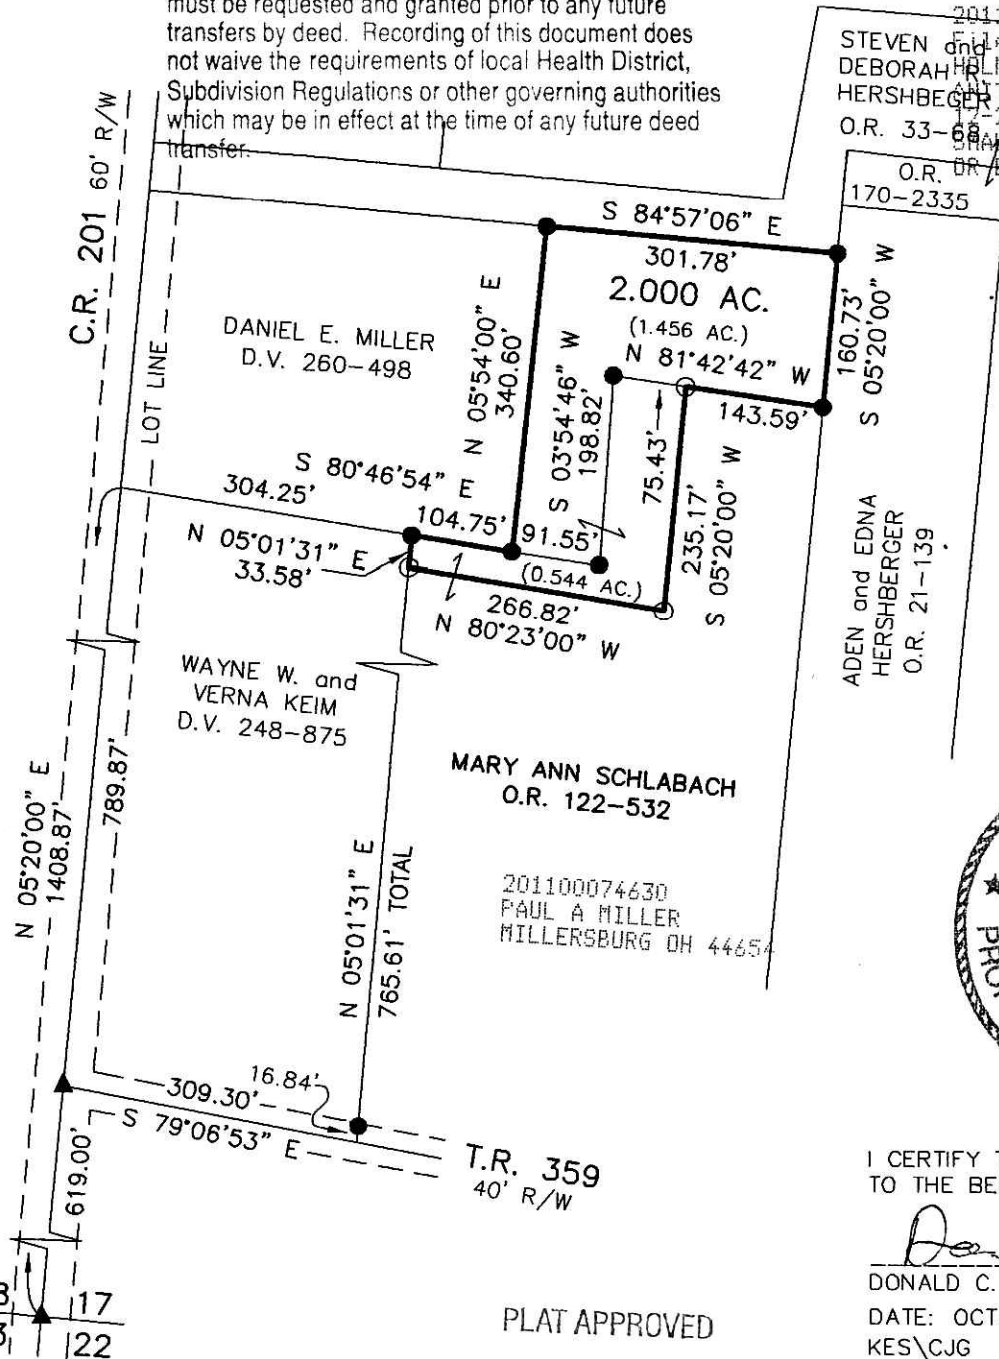 must be requested and granted prior to any future
transfers by deed. Recording of this document does
not waive the requirements of local Health District,
Subdivision Regulations or other governing authorities
which may be in effect at the time of any future deed
transfer.
STEVEN and
DEBORAH R.
HERSHBEGER
O.R. 33-68
O.R.
170-2335
C.R. 201 60' R/W
LOT LINE
S 84°57'06" E
301.78'
2.000 AC.
(1.456 AC.)
N 81°42'42" W
143.59'
160.73'
S 05°20'00" W
DANIEL E. MILLER
D.V. 260-498
N 05°54'00" E
340.60'
S 03°54'46" W
198.82'
75.43'
235.17'
S 05°20'00" W
S 80°46'54" E
304.25'
104.75'
91.55'
(0.544 AC.)
N 05°01'31" E
33.58'
266.82'
N 80°23'00" W
ADEN and EDNA
HERSHBERGER
O.R. 21-139
WAYNE W. and
VERNA KEIM
D.V. 248-875
MARY ANN SCHLABACH
O.R. 122-532
N 05°20'00" E
1408.87'
789.87'
N 05°01'31" E
765.61' TOTAL
201100074630
PAUL A MILLER
MILLERSBURG OH 44654
16.84'
309.30'
S 79°06'53" E
T.R. 359
40' R/W
619.00'
17
22
PLAT APPROVED
I CERTIFY
TO THE BE
DONALD C.
DATE: OCT
KES\CJG